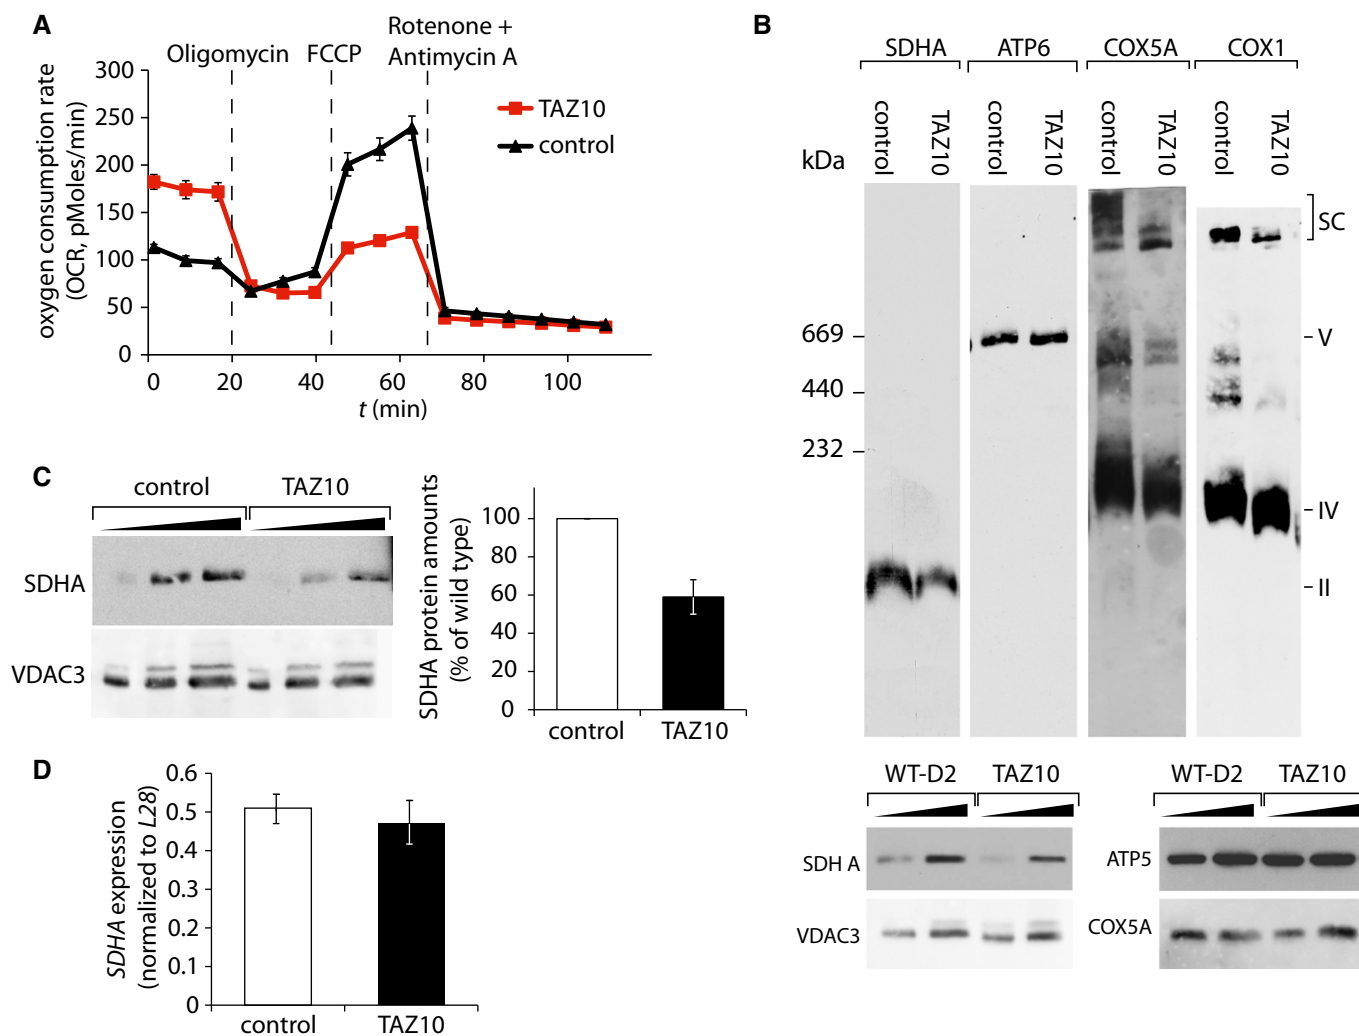 A
Oligomycin
FCCP
Rotenone +
Antimycin A
oxygen consumption rate
(OCR, pMoles/min)
300
250
200
150
100
50
0
0
20
40
60
80
100
t (min)
TAZ10
control
B
SDHA
ATP6
COX5A
COX1
control
TAZ10
control
TAZ10
control
TAZ10
control
TAZ10
kDa
669
440
232
SC
V
IV
II
WT-D2
TAZ10
SDH A
VDAC3
WT-D2
TAZ10
ATP5
COX5A
C
control
TAZ10
SDHA
VDAC3
SDHA protein amounts
(% of wild type)
100
80
60
40
20
0
control
TAZ10
D
SDHA expression
(normalized to L28)
0.6
0.5
0.4
0.3
0.2
0.1
0
control
TAZ10